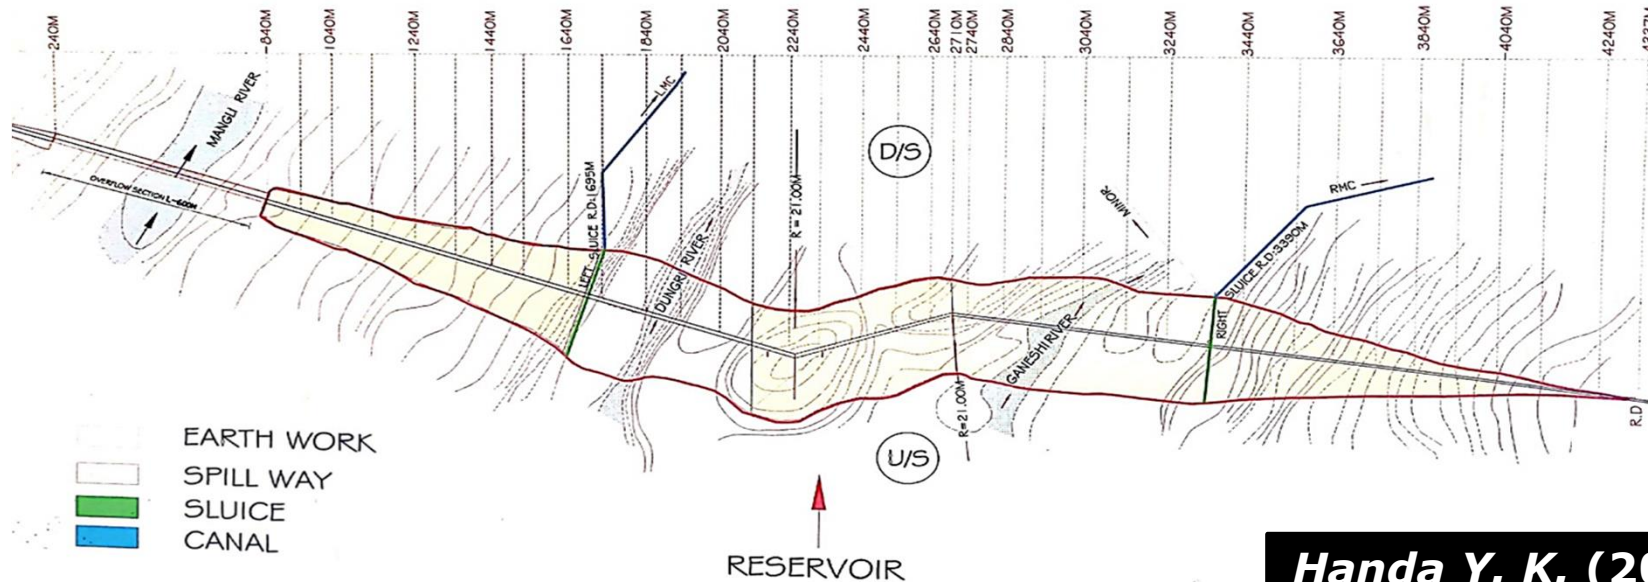 240M
840M
1040M
1240M
1440M
1640M
1840M
2040M
2240M
2440M
2640M
2710M
2740M
2840M
3040M
3240M
3440M
3640M
3840M
4040M
4240M
MANGLI RIVER
OVERFLOW SECTION L-600M
LMC
LEFT SLUICE R.D:1695M
DUNGRI RIVER
R = 21.00M
D/S
MINOR
RMC
SLUICE R.D:3390M
RIGHT
GANESHI RIVER
R=21.00M
U/S
R.D
EARTH WORK
SPILL WAY
SLUICE
CANAL
RESERVOIR
Handa Y. K. (20